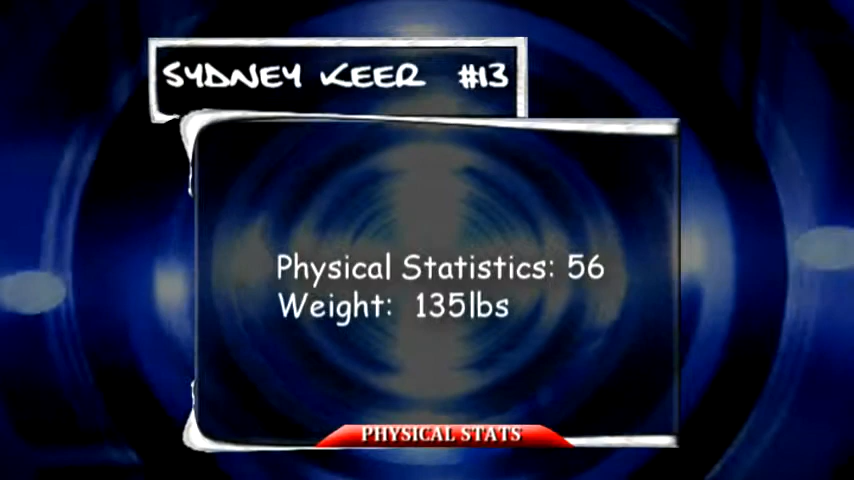 SYDNEY KEER #13
Physical Statistics: 56
Weight: 135lbs
PHYSICAL STATS